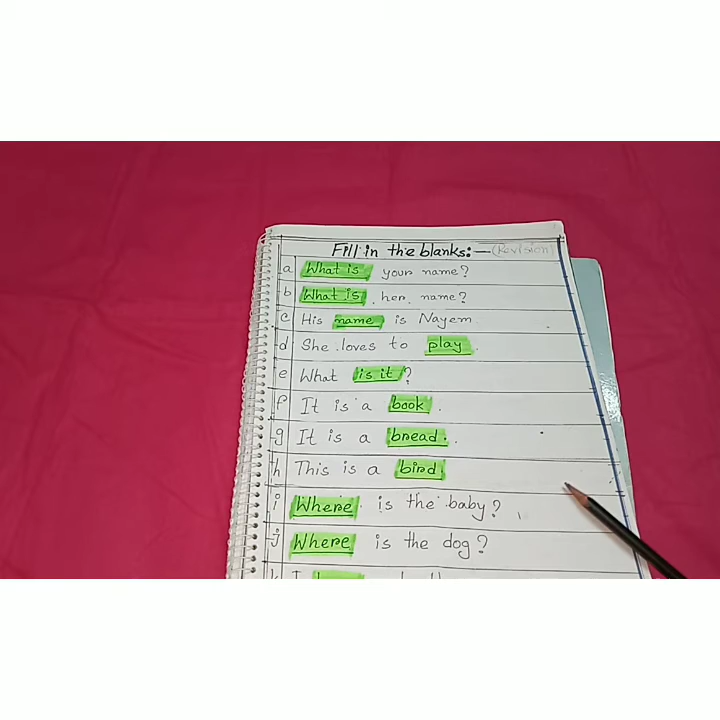 Fill in the blanks:- (Revision)
a What is your name?
b What is her name?
c His name is Nayem.
d She loves to play.
e What is it?
f It is a book.
g It is a bread.
h This is a bird.
i Where is the baby?
j Where is the dog?